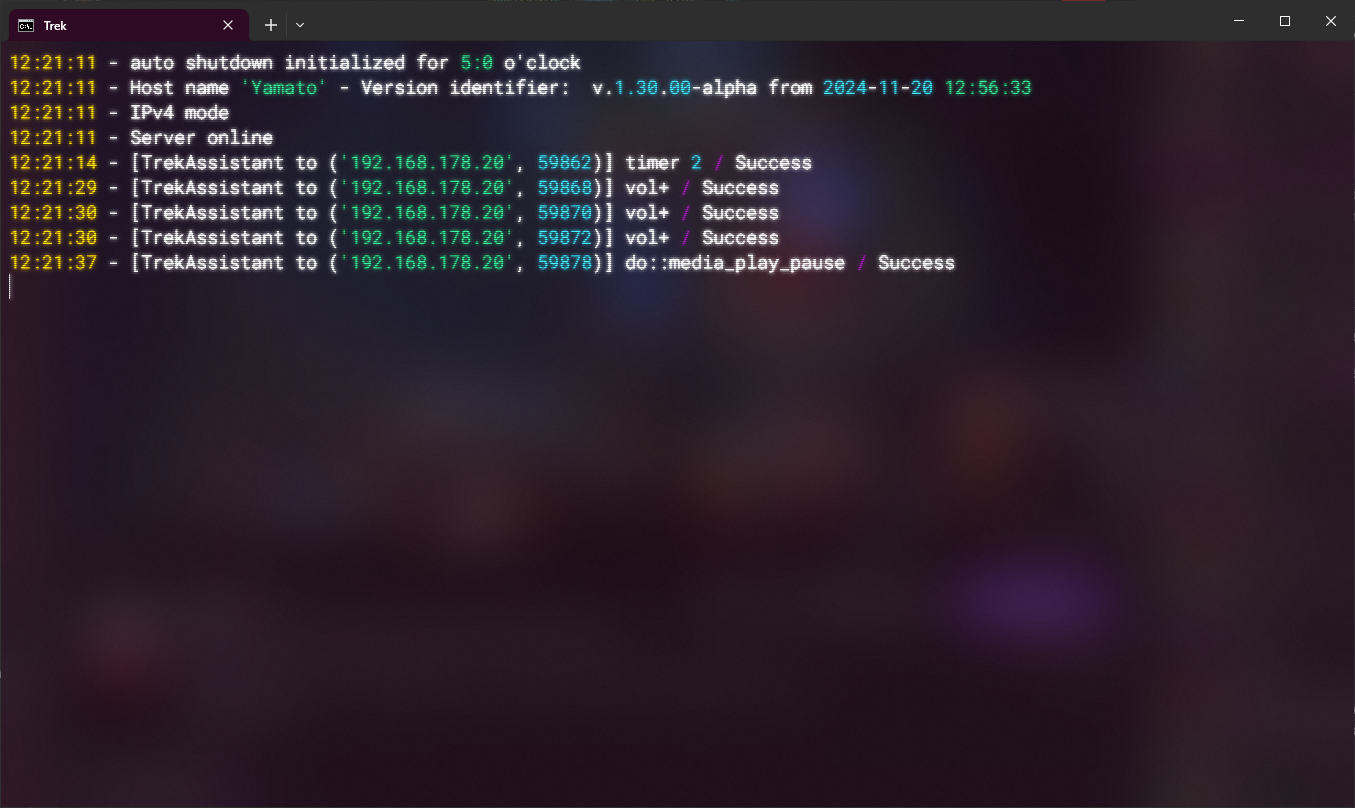 Trek
12:21:11 - auto shutdown initialized for 5:0 o'clock
12:21:11 - Host name 'Yamato' - Version identifier:  v.1.30.00-alpha from 2024-11-20 12:56:33
12:21:11 - IPv4 mode
12:21:11 - Server online
12:21:14 - [TrekAssistant to ('192.168.178.20', 59862)] timer 2 / Success
12:21:29 - [TrekAssistant to ('192.168.178.20', 59868)] vol+ / Success
12:21:30 - [TrekAssistant to ('192.168.178.20', 59870)] vol+ / Success
12:21:30 - [TrekAssistant to ('192.168.178.20', 59872)] vol+ / Success
12:21:37 - [TrekAssistant to ('192.168.178.20', 59878)] do::media_play_pause / Success